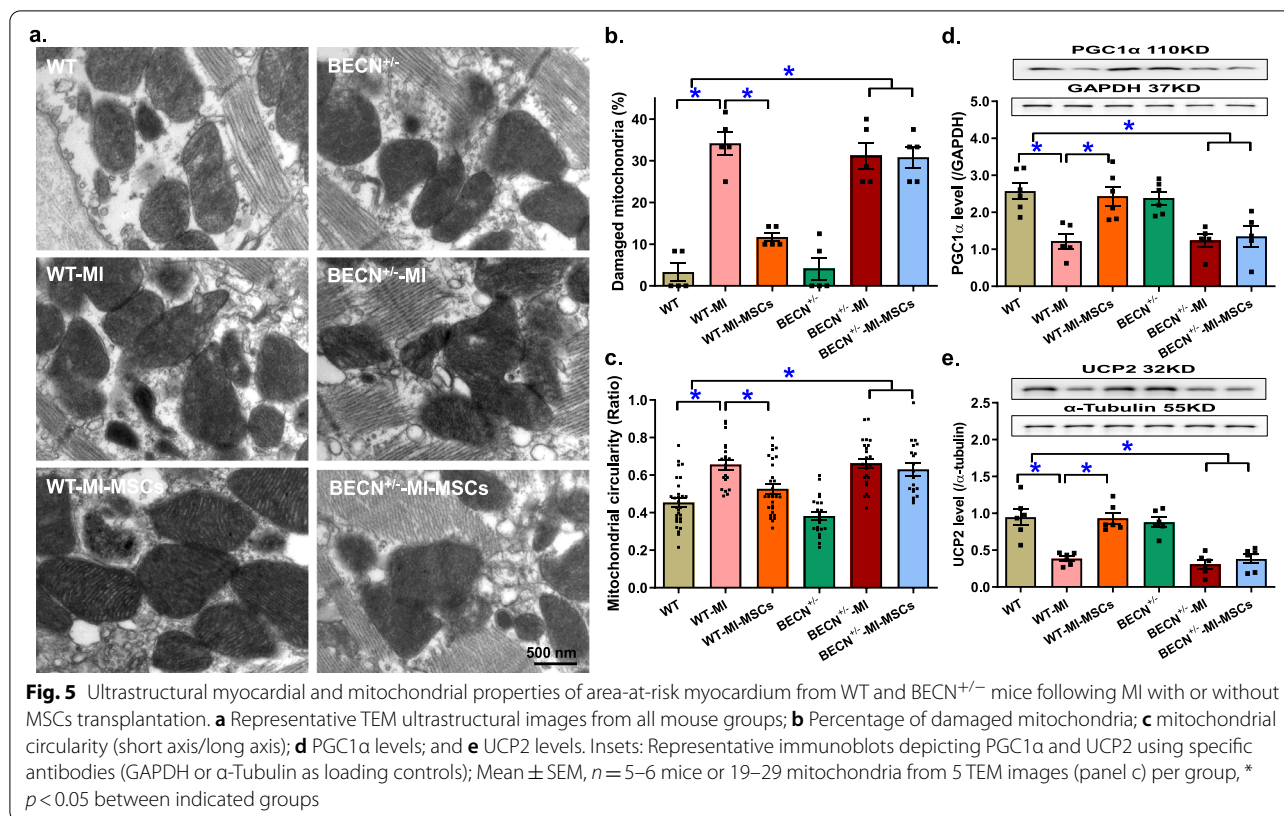 a.
WT
BECN+/-
WT-MI
BECN+/--MI
WT-MI-MSCs
BECN+/--MI-MSCs
500 nm
b.
Damaged mitochondria (%)
40
30
20
10
0
* * *
WT
WT-MI
WT-MI-MSCs
BECN+/-
BECN+/--MI
BECN+/--MI-MSCs
c.
Mitochondrial circularity (Ratio)
1.0
0.8
0.6
0.4
0.2
0.0
* * *
WT
WT-MI
WT-MI-MSCs
BECN+/-
BECN+/--MI
BECN+/--MI-MSCs
d.
PGC1α 110KD
GAPDH 37KD
PGC1α level (/GAPDH)
5.0
4.0
3.0
2.0
1.0
0.0
* * *
WT
WT-MI
WT-MI-MSCs
BECN+/-
BECN+/--MI
BECN+/--MI-MSCs
e.
UCP2 32KD
α-Tubulin 55KD
UCP2 level (/α-tubulin)
2.5
2.0
1.5
1.0
0.5
0.0
* * *
WT
WT-MI
WT-MI-MSCs
BECN+/-
BECN+/--MI
BECN+/--MI-MSCs
Fig. 5 Ultrastructural myocardial and mitochondrial properties of area-at-risk myocardium from WT and BECN+/− mice following MI with or without
MSCs transplantation. a Representative TEM ultrastructural images from all mouse groups; b Percentage of damaged mitochondria; c mitochondrial
circularity (short axis/long axis); d PGC1α levels; and e UCP2 levels. Insets: Representative immunoblots depicting PGC1α and UCP2 using specific
antibodies (GAPDH or α-Tubulin as loading controls); Mean ± SEM, n = 5–6 mice or 19–29 mitochondria from 5 TEM images (panel c) per group, *
p < 0.05 between indicated groups